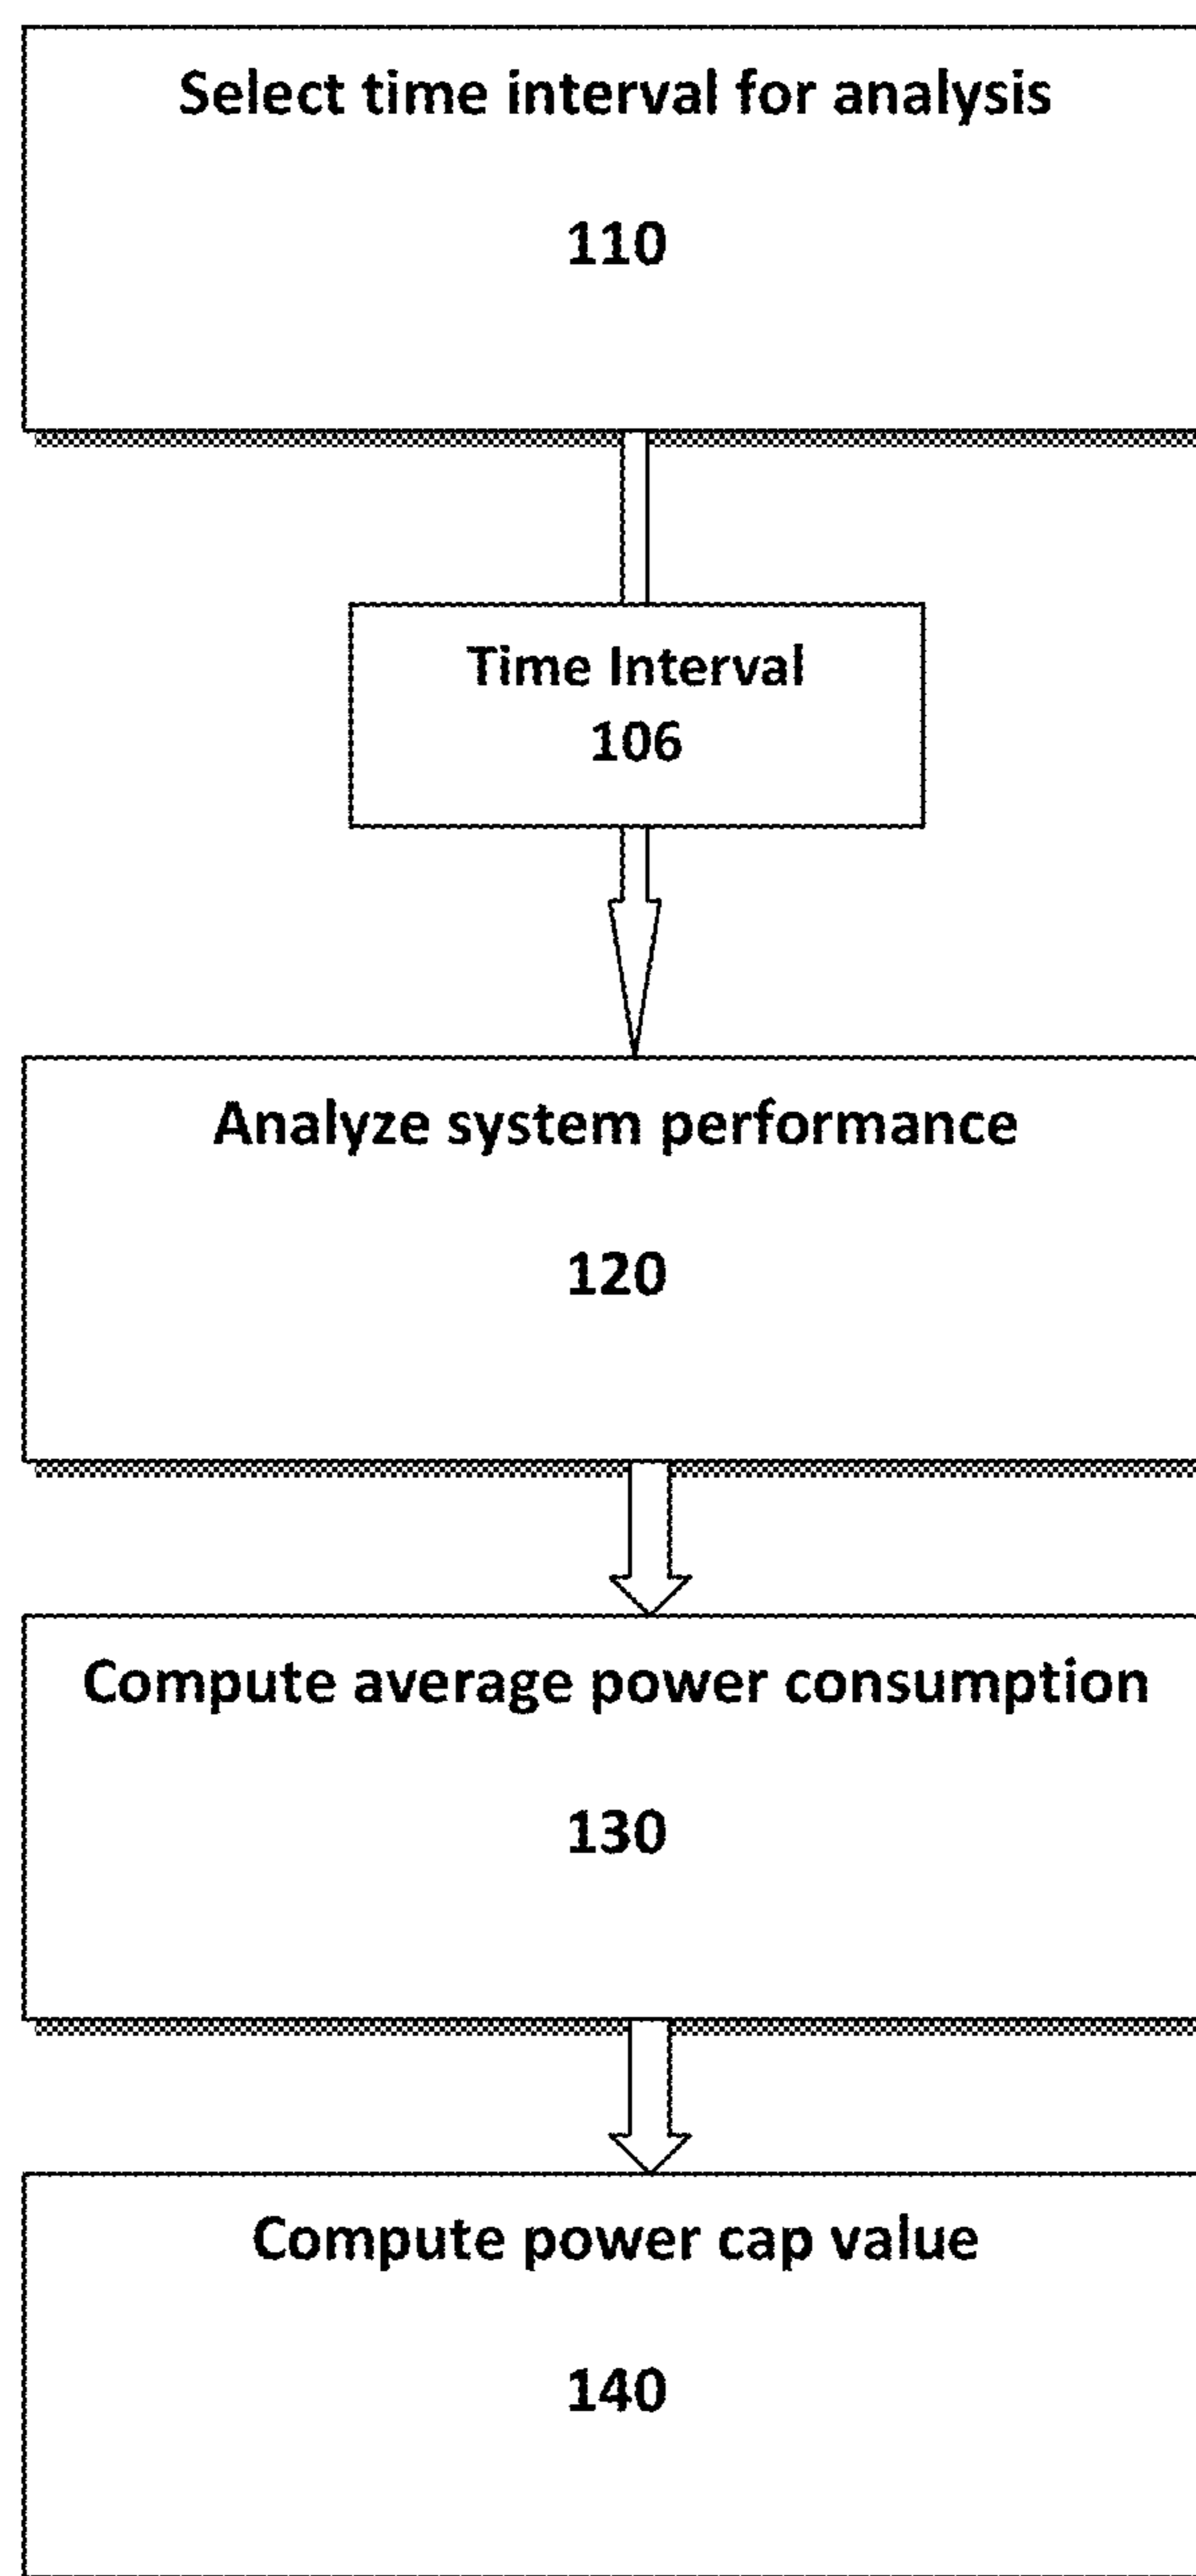 Select time interval for analysis
110
Time Interval
106
Analyze system performance
120
Compute average power consumption
130
Compute power cap value
140